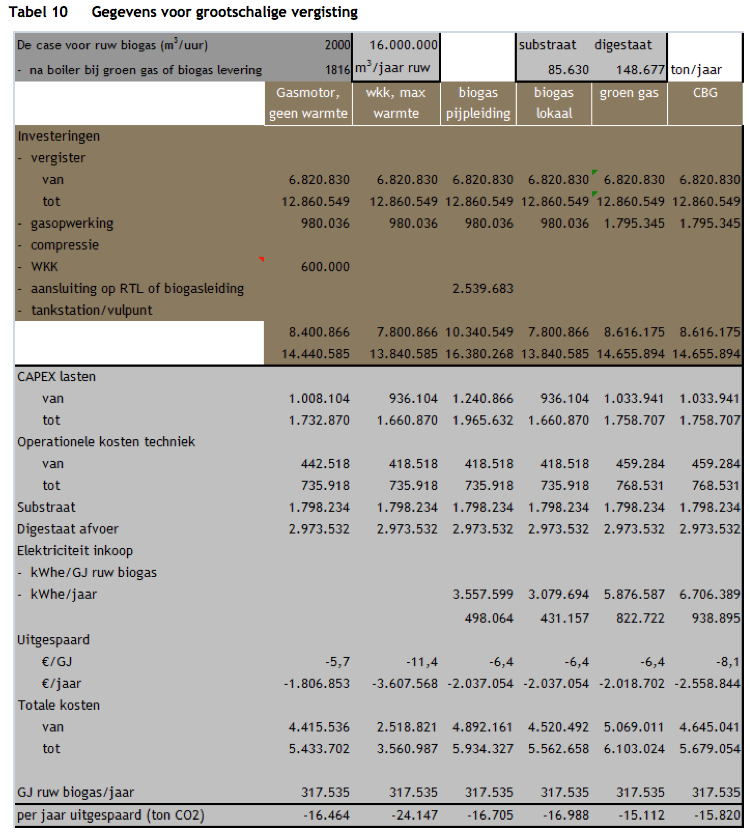 Tabel 10 Gegevens voor grootschalige vergisting
De case voor ruw biogas (m³/uur) 2000 16.000.000 substraat digestaat
- na boiler bij groen gas of biogas levering 1816 m³/jaar ruw 85.630 148.677 ton/jaar
Gasmotor, wkk, max biogas biogas groen gas CBG
geen warmte warmte pijpleiding lokaal
Investeringen
- vergister
van 6.820.830 6.820.830 6.820.830 6.820.830 6.820.830 6.820.830
tot 12.860.549 12.860.549 12.860.549 12.860.549 12.860.549 12.860.549
- gasopwerking 980.036 980.036 980.036 980.036 1.795.345 1.795.345
- compressie
- WKK 600.000
- aansluiting op RTL of biogasleiding 2.539.683
- tankstation/vulpunt
8.400.866 7.800.866 10.340.549 7.800.866 8.616.175 8.616.175
14.440.585 13.840.585 16.380.268 13.840.585 14.655.894 14.655.894
CAPEX lasten
van 1.008.104 936.104 1.240.866 936.104 1.033.941 1.033.941
tot 1.732.870 1.660.870 1.965.632 1.660.870 1.758.707 1.758.707
Operationele kosten techniek
van 442.518 418.518 418.518 418.518 459.284 459.284
tot 735.918 735.918 735.918 735.918 768.531 768.531
Substraat 1.798.234 1.798.234 1.798.234 1.798.234 1.798.234 1.798.234
Digestaat afvoer 2.973.532 2.973.532 2.973.532 2.973.532 2.973.532 2.973.532
Elektriciteit inkoop
- kWhe/GJ ruw biogas
- kWhe/jaar 3.557.599 3.079.694 5.876.587 6.706.389
498.064 431.157 822.722 938.895
Uitgespaard
€/GJ -5,7 -11,4 -6,4 -6,4 -6,4 -8,1
€/jaar -1.806.853 -3.607.568 -2.037.054 -2.037.054 -2.018.702 -2.558.844
Totale kosten
van 4.415.536 2.518.821 4.892.161 4.520.492 5.069.011 4.645.041
tot 5.433.702 3.560.987 5.934.327 5.562.658 6.103.024 5.679.054
GJ ruw biogas/jaar 317.535 317.535 317.535 317.535 317.535 317.535
per jaar uitgespaard (ton CO2) -16.464 -24.147 -16.705 -16.988 -15.112 -15.820